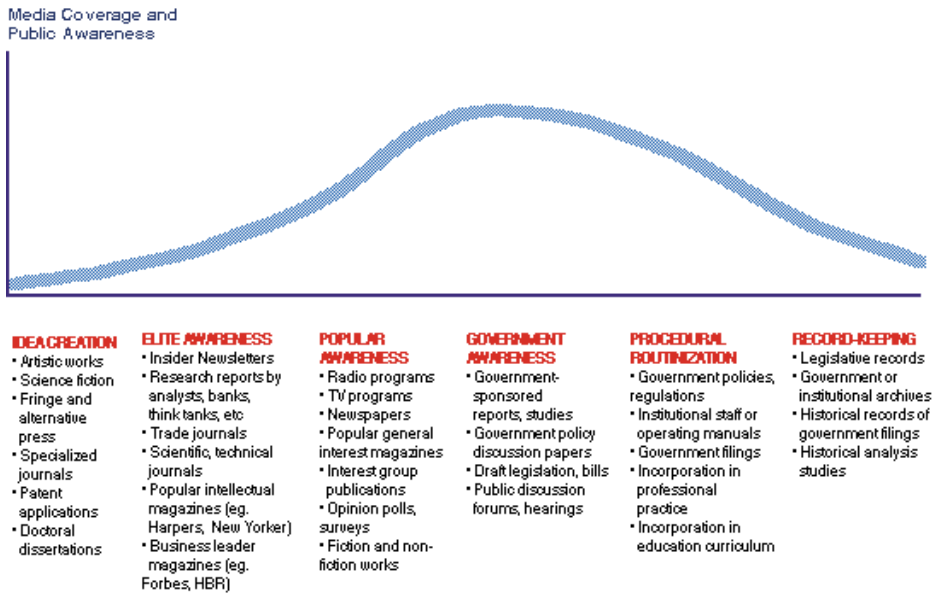 Media Coverage and
Public Awareness
IDEA CREATION
• Artistic works
• Science fiction
• Fringe and
alternative
press
• Specialized
journals
• Patent
applications
• Doctoral
dissertations
ELITE AWARENESS
• Insider Newsletters
• Research reports by
analysts, banks,
think tanks, etc
• Trade journals
• Scientific, technical
journals
• Popular intellectual
magazines (eg.
Harpers, New Yorker)
• Business leader
magazines (eg.
Forbes, HBR)
POPULAR
AWARENESS
• Radio programs
• TV programs
• Newspapers
• Popular general
interest magazines
• Interest group
publications
• Opinion polls,
surveys
• Fiction and non-
fiction works
GOVERNMENT
AWARENESS
• Government-
sponsored
reports, studies
• Government policy
discussion papers
• Draft legislation, bills
• Public discussion
forums, hearings
PROCEDURAL
ROUTINIZATION
• Government policies,
regulations
• Institutional staff or
operating manuals
• Government filings
• Incorporation in
professional
practice
• Incorporation in
education curriculum
RECORD-KEEPING
• Legislative records
• Government or
institutional archives
• Historical records of
government filings
• Historical analysis
studies